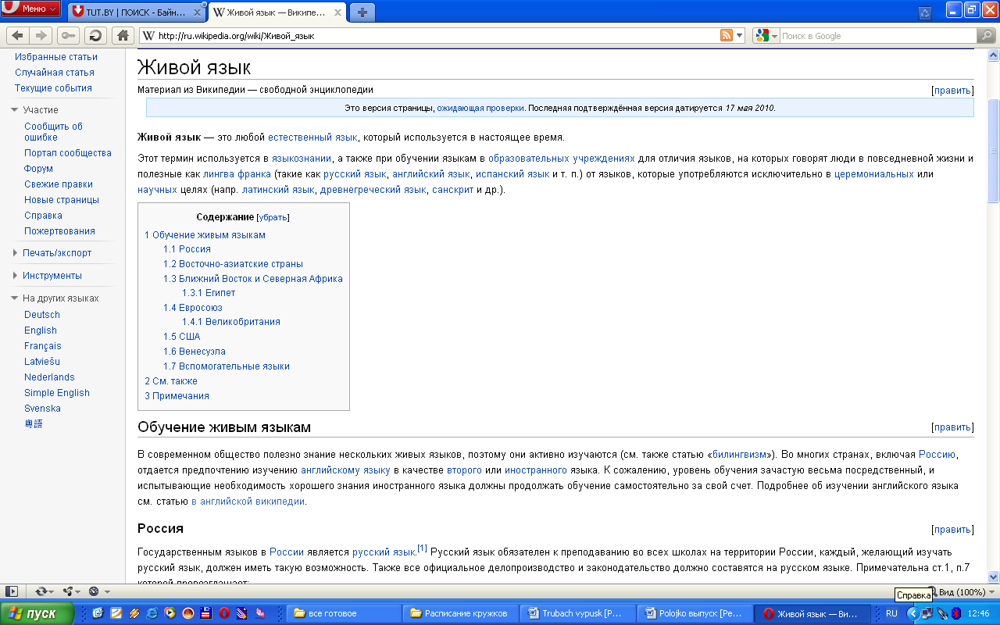 Меню
TUT.BY | ПОИСК - Байн...
Живой язык — Википе...
http://ru.wikipedia.org/wiki/Живой_язык
Поиск в Google
Избранные статьи
Случайная статья
Текущие события
Участие
Сообщить об
ошибке
Портал сообщества
Форум
Свежие правки
Новые страницы
Справка
Пожертвования
Печать/экспорт
Инструменты
На других языках
Deutsch
English
Français
Latviešu
Nederlands
Simple English
Svenska
粵語
Живой язык
Материал из Википедии — свободной энциклопедии
[править]
Это версия страницы, ожидающая проверки. Последняя подтверждённая версия датируется 17 мая 2010.
Живой язык — это любой естественный язык, который используется в настоящее время.
Этот термин используется в языкознании, а также при обучении языкам в образовательных учреждениях для отличия языков, на которых говорят люди в повседневной жизни и
полезные как лингва франка (такие как русский язык, английский язык, испанский язык и т. п.) от языков, которые употребляются исключительно в церемониальных или
научных целях (напр. латинский язык, древнегреческий язык, санскрит и др.).
Содержание [убрать]
1 Обучение живым языкам
1.1 Россия
1.2 Восточно-азиатские страны
1.3 Ближний Восток и Северная Африка
1.3.1 Египет
1.4 Евросоюз
1.4.1 Великобритания
1.5 США
1.6 Венесуэла
1.7 Вспомогательные языки
2 См. также
3 Примечания
Обучение живым языкам
[править]
В современном общество полезно знание нескольких живых языков, поэтому они активно изучаются (см. также статью «билингвизм»). Во многих странах, включая Россию,
отдается предпочтению изучению английскому языку в качестве второго или иностранного языка. К сожалению, уровень обучения зачастую весьма посредственный, и
испытывающие необходимость хорошего знания иностранного языка должны продолжать обучение самостоятельно за свой счет. Подробнее об изучении английского языка
см. статью в английской википедии.
Россия
[править]
Государственным языков в России является русский язык.[1] Русский язык обязателен к преподаванию во всех школах на территории России, каждый, желающий изучать
русский язык, должен иметь такую возможность. Также все официальное делопроизводство и законодательство должно составятся на русском языке. Примечательна ст.1, п.7
которой провозглашает:
Справка
Вид (100%)
пуск
все готовое
Расписание кружков
Trubach vypusk [Р...
Polojko выпуск [Ре...
Живой язык — Ви...
RU
12:46